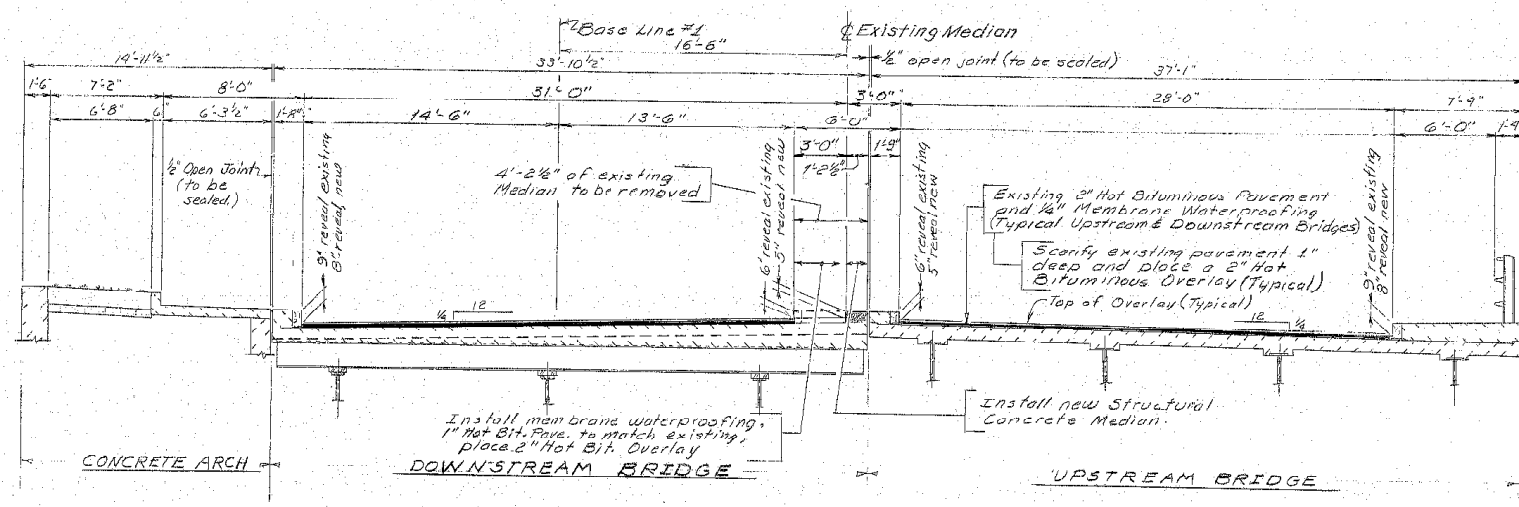 Base Line #1
16'-6"
℄ Existing Median
½" open joint (to be sealed)
14'-11½"
33'-10½"
37'-1"
1'-6
7'-2"
8'-0"
31'-0"
3'-0"
28'-0"
7'-9"
6'-8"
6"
6'-3½"
1'-8"
14'-6"
13'-6"
6'-0"
6'-0"
1'-9
3'-0"
1'-9"
1'-2½"
½" Open Joint
(to be
sealed.)
9" reveal existing
8" reveal new
4'-2½" of existing
Median to be removed
6" reveal existing
5" reveal new
6" reveal existing
5" reveal new
Existing 2" Hot Bituminous Pavement
and ¼" Membrane Waterproofing
(Typical Upstream & Downstream Bridges)
Scarify existing pavement 1"
deep and place a 2" Hot
Bituminous Overlay (Typical)
Top of Overlay (Typical)
9" reveal existing
8" reveal new
12
¼
12
¼
Install membrane waterproofing,
1" Hot Bit. Pave. to match existing,
place 2" Hot Bit. Overlay
Install new Structural
Concrete Median.
CONCRETE ARCH
DOWNSTREAM BRIDGE
UPSTREAM BRIDGE